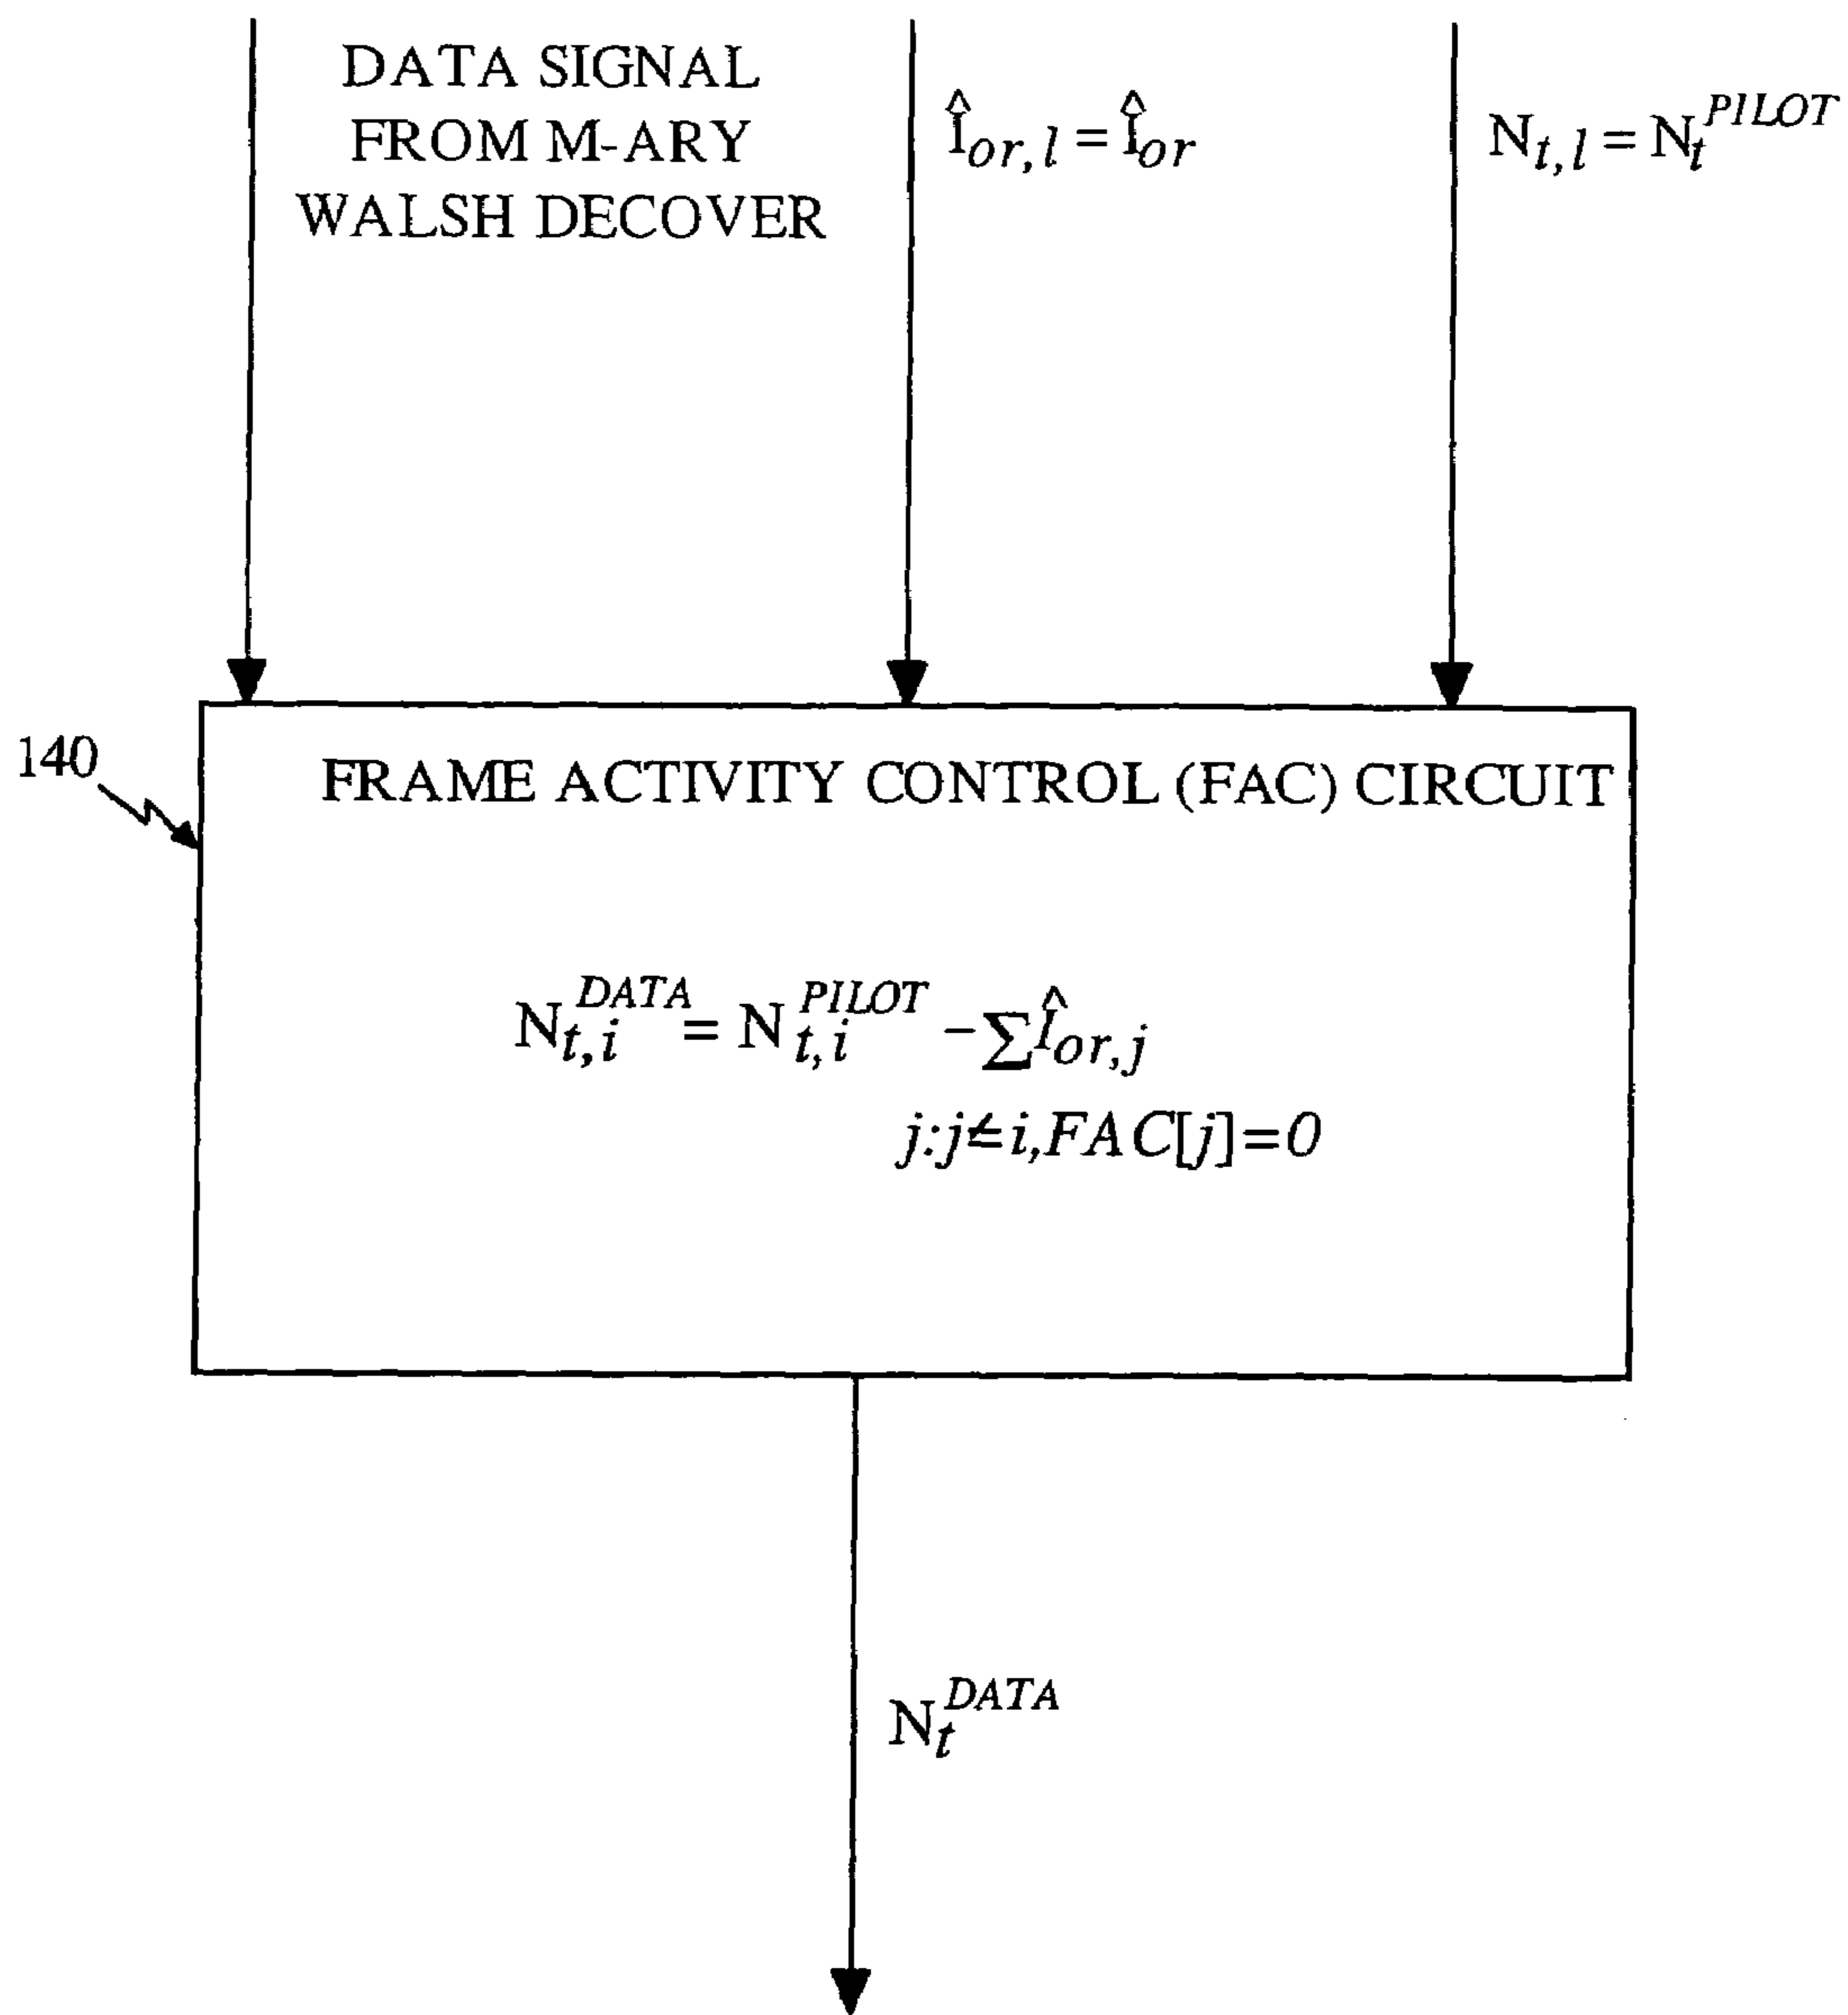 DATA SIGNAL
FROM M-ARY
WALSH DECOVER
Î_{or, l} = Î_{or}
N_{t, l} = N_t^{PILOT}
140
FRAME ACTIVITY CONTROL (FAC) CIRCUIT
N_{t, i}^{DATA} = N_{t, i}^{PILOT} - ∑ Î_{or, j}
j:j≠i, FAC[j]=0
N_t^{DATA}